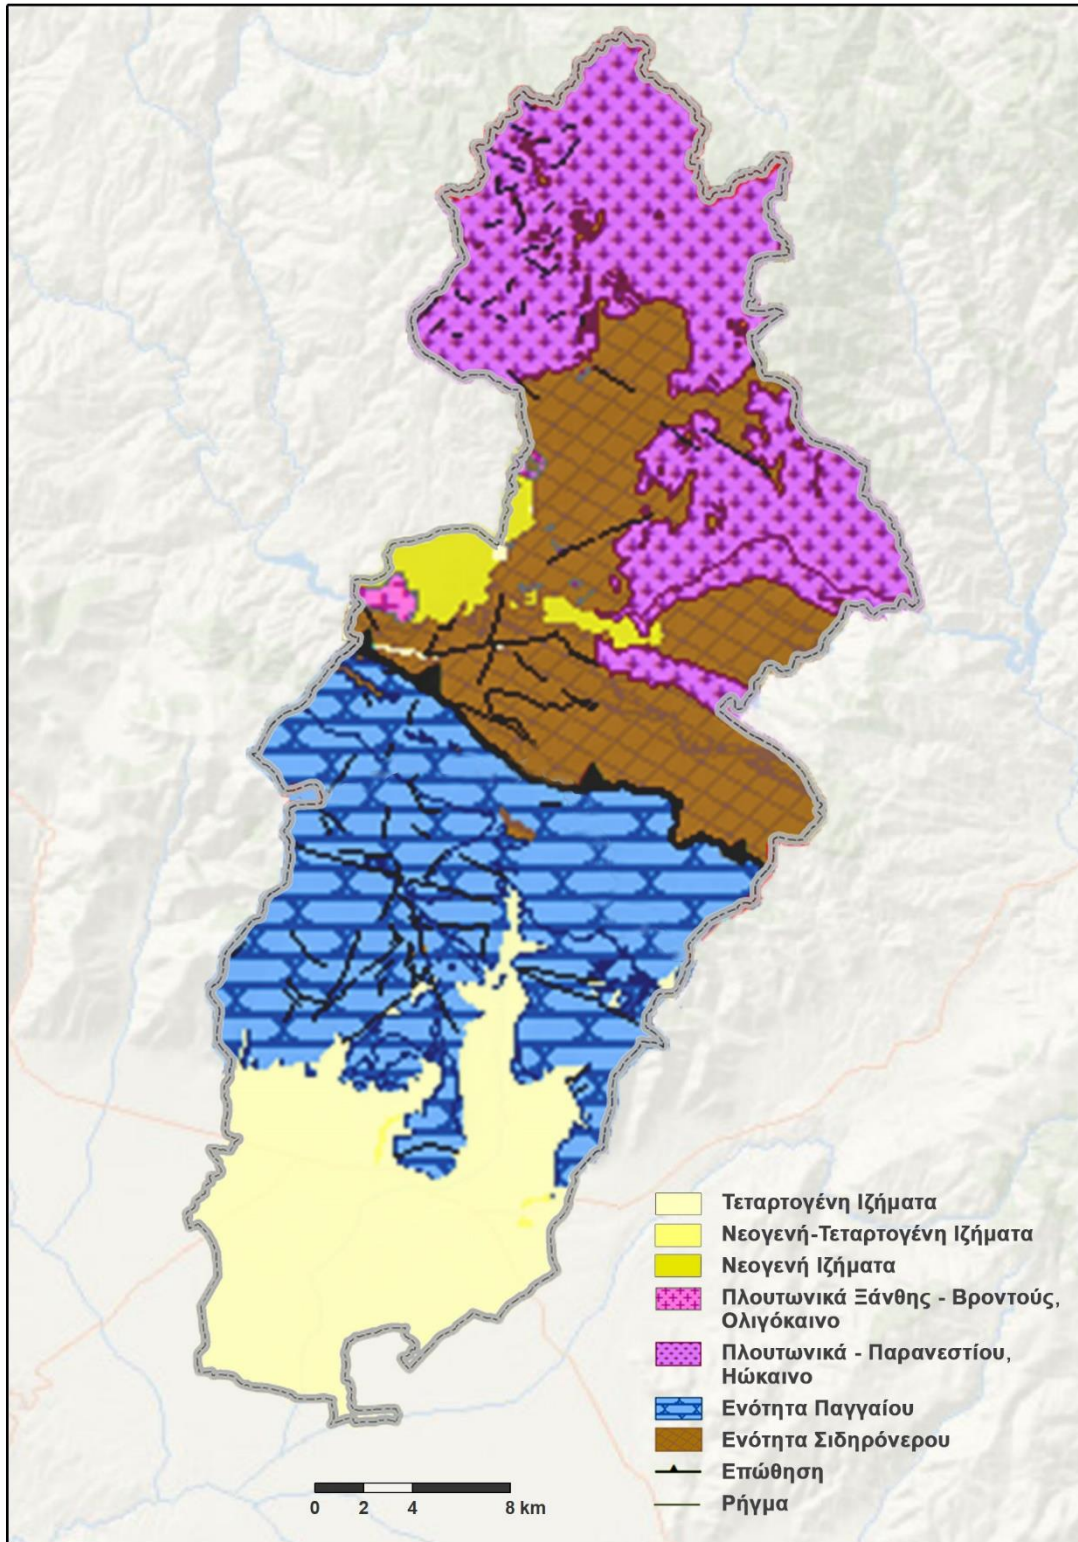 Τεταρτογένη Ιζήματα
Νεογενή-Τεταρτογένη Ιζήματα
Νεογενή Ιζήματα
Πλουτωνικά Ξάνθης - Βροντούς,
Ολιγόκαινο
Πλουτωνικά - Παρανεστίου,
Ηώκαινο
Ενότητα Παγγαίου
Ενότητα Σιδηρόνερου
Επώθηση
Ρήγμα
0 2 4 8 km